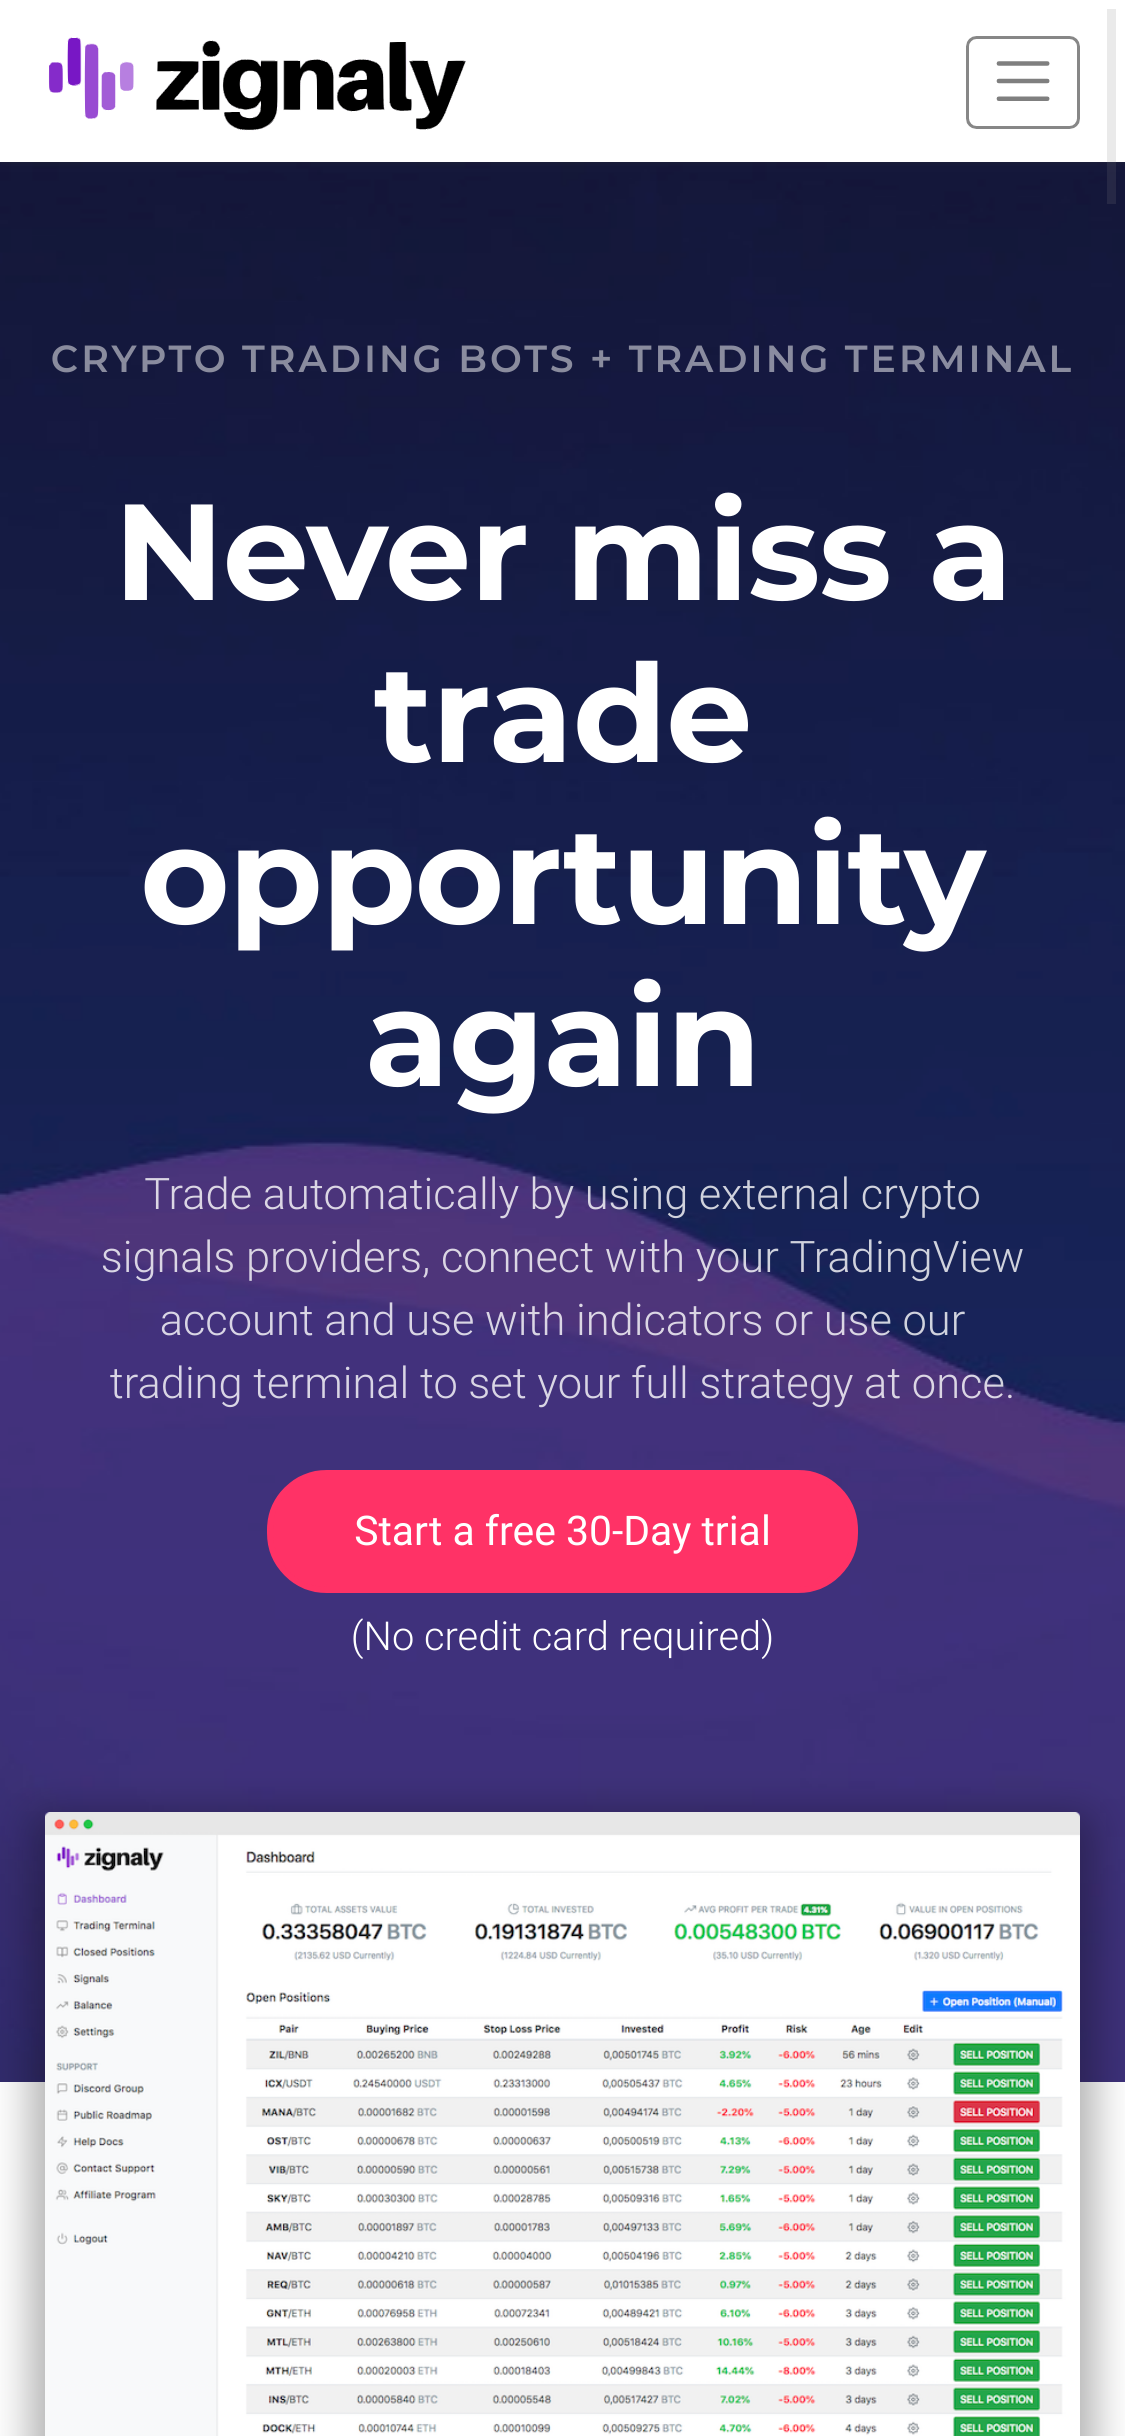 zignaly
CRYPTO TRADING BOTS + TRADING TERMINAL
Never miss a
trade
opportunity
again
Trade automatically by using external crypto
signals providers, connect with your TradingView
account and use with indicators or use our
trading terminal to set your full strategy at once.
Start a free 30-Day trial
(No credit card required)
zignaly
Dashboard
Trading Terminal
Closed Positions
Signals
Balance
Settings
SUPPORT
Discord Group
Public Roadmap
Help Docs
Contact Support
Affiliate Program
Logout
Dashboard
TOTAL ASSETS VALUE
0.33358047 BTC
(2135.62 USD Currently)
TOTAL INVESTED
0.19131874 BTC
(1224.84 USD Currently)
AVG PROFIT PER TRADE 4.31%
0.00548300 BTC
(35.10 USD Currently)
VALUE IN OPEN POSITIONS
0.06900117 BTC
(1.320 USD Currently)
Open Positions
+ Open Position (Manual)
Pair Buying Price Stop Loss Price Invested Profit Risk Age Edit
ZIL/BNB 0.00265200 BNB 0.00249288 0,00501745 BTC 3.92% -6.00% 56 mins SELL POSITION
ICX/USDT 0.24540000 USDT 0.23313000 0,00505437 BTC 4.65% -5.00% 23 hours SELL POSITION
MANA/BTC 0.00001682 BTC 0.00001598 0,00494174 BTC -2.20% -5.00% 1 day SELL POSITION
OST/BTC 0.00000678 BTC 0.00000637 0,00500519 BTC 4.13% -6.00% 1 day SELL POSITION
VIB/BTC 0.00000590 BTC 0.00000561 0,00515738 BTC 7.29% -5.00% 1 day SELL POSITION
SKY/BTC 0.00030300 BTC 0.00028785 0,00509316 BTC 1.65% -5.00% 1 day SELL POSITION
AMB/BTC 0.00001897 BTC 0.00001783 0,00497133 BTC 5.69% -6.00% 1 day SELL POSITION
NAV/BTC 0.00004210 BTC 0.00004000 0,00504196 BTC 2.85% -5.00% 2 days SELL POSITION
REQ/BTC 0.00000618 BTC 0.00000587 0,01015385 BTC 0.97% -5.00% 2 days SELL POSITION
GNT/ETH 0.00076958 ETH 0.00072341 0,00489421 BTC 6.10% -6.00% 3 days SELL POSITION
MTL/ETH 0.00263800 ETH 0.00250610 0,00518424 BTC 10.16% -5.00% 3 days SELL POSITION
MTH/ETH 0.00020003 ETH 0.00018403 0,00499843 BTC 14.44% -8.00% 3 days SELL POSITION
INS/BTC 0.00005840 BTC 0.00005548 0,00517427 BTC 7.02% -5.00% 3 days SELL POSITION
DOCK/ETH 0.00010744 ETH 0.00010099 0,00509275 BTC 4.70% -6.00% 4 days SELL POSITION